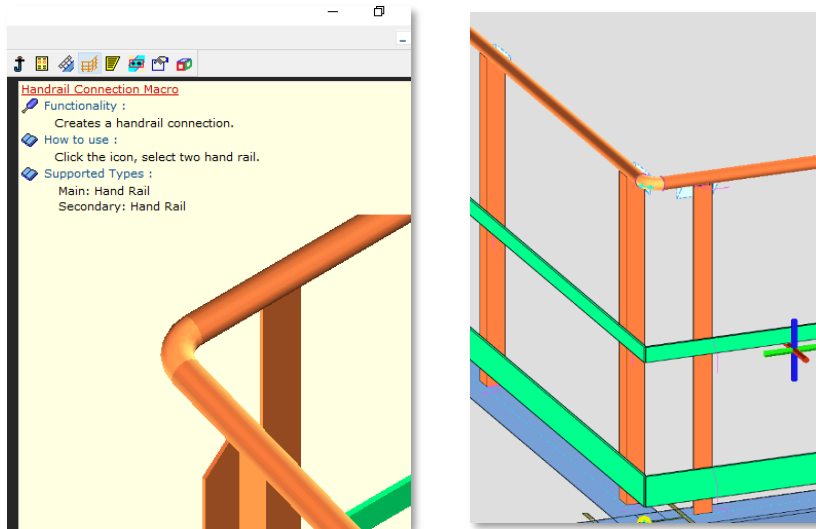 Handrail Connection Macro
Functionality :
Creates a handrail connection.
How to use :
Click the icon, select two hand rail.
Supported Types :
Main: Hand Rail
Secondary: Hand Rail